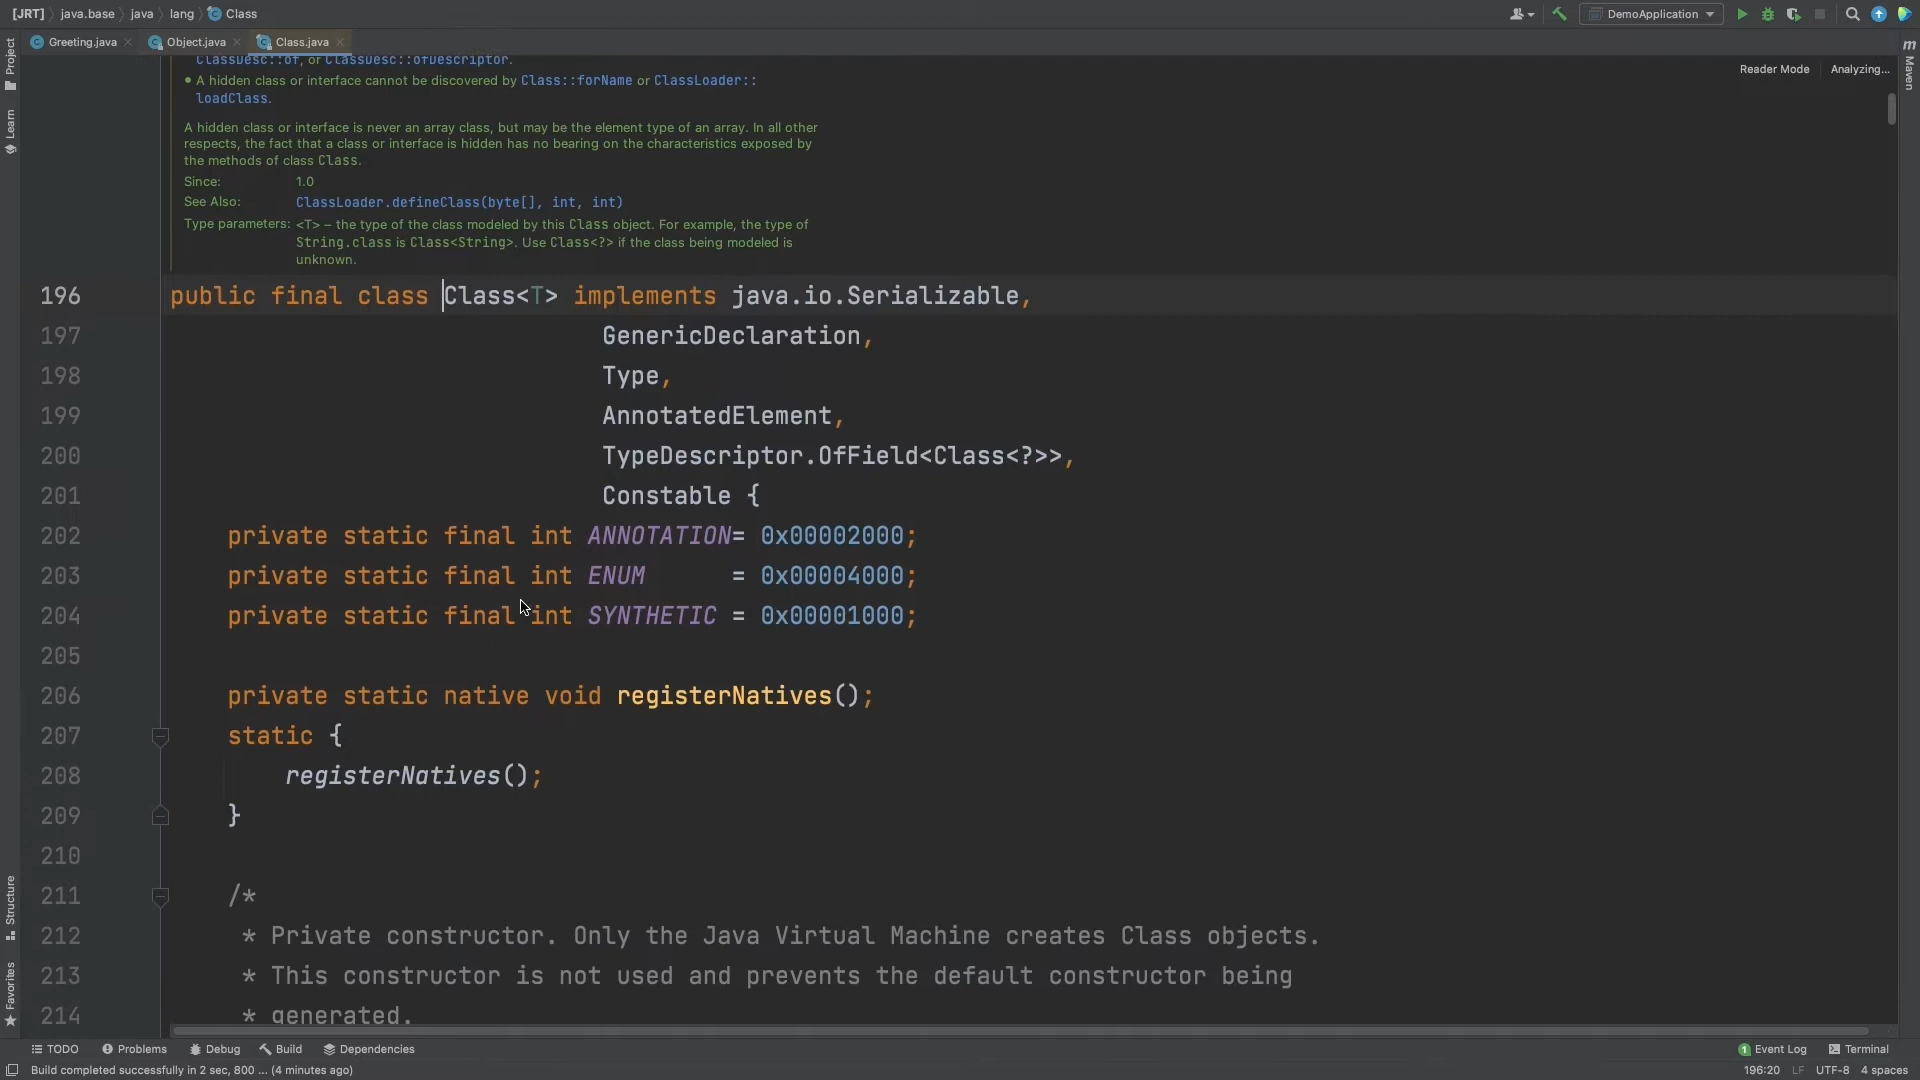 [JRT] java.base java lang Class
DemoApplication
Greeting.java Object.java Class.java
Reader Mode Analyzing...
Project
Learn
Structure
Favorites
m Maven
ClassDesc::of, or ClassDesc::ofDescriptor.
• A hidden class or interface cannot be discovered by Class::forName or ClassLoader::
loadClass.
A hidden class or interface is never an array class, but may be the element type of an array. In all other
respects, the fact that a class or interface is hidden has no bearing on the characteristics exposed by
the methods of class Class.
Since: 1.0
See Also: ClassLoader.defineClass(byte[], int, int)
Type parameters: <T> – the type of the class modeled by this Class object. For example, the type of
String.class is Class<String>. Use Class<?> if the class being modeled is
unknown.
196 public final class Class<T> implements java.io.Serializable,
197 GenericDeclaration,
198 Type,
199 AnnotatedElement,
200 TypeDescriptor.OfField<Class<?>>,
201 Constable {
202 private static final int ANNOTATION= 0x00002000;
203 private static final int ENUM = 0x00004000;
204 private static final int SYNTHETIC = 0x00001000;
205
206 private static native void registerNatives();
207 static {
208 registerNatives();
209 }
210
211 /*
212 * Private constructor. Only the Java Virtual Machine creates Class objects.
213 * This constructor is not used and prevents the default constructor being
214 * generated.
TODO Problems Debug Build Dependencies 1 Event Log Terminal
Build completed successfully in 2 sec, 800 ... (4 minutes ago) 196:20 LF UTF-8 4 spaces